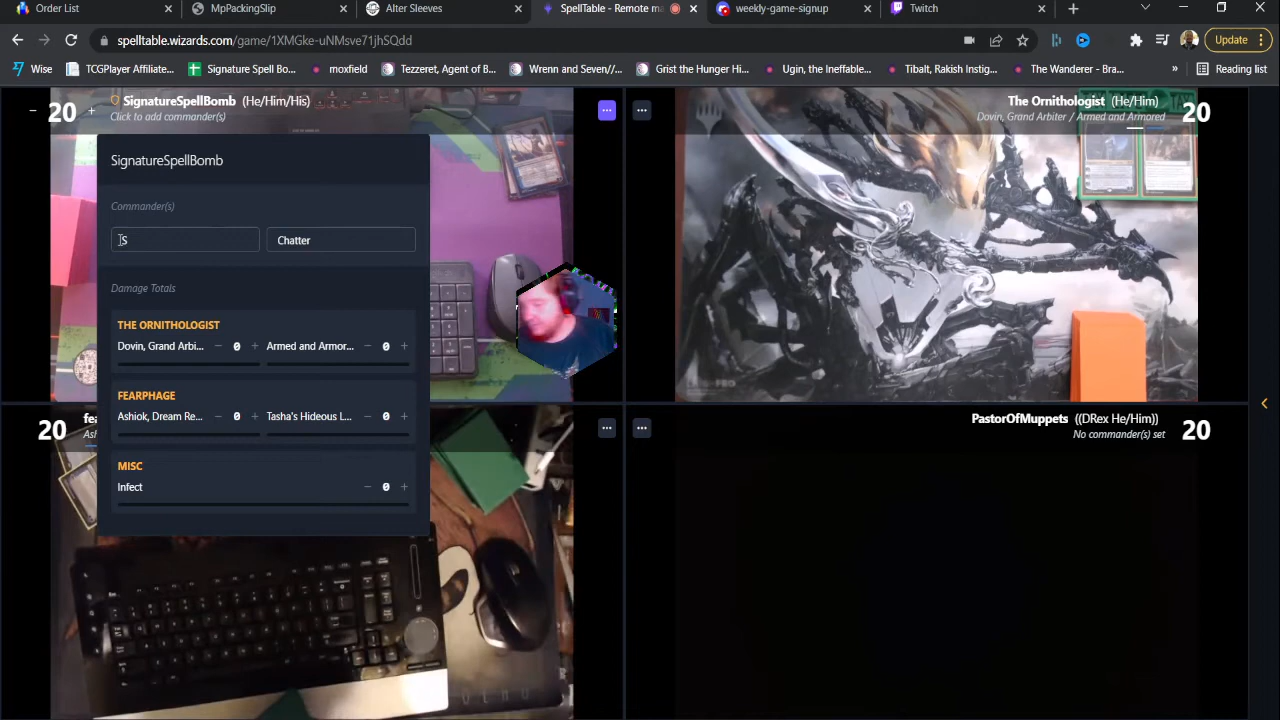 Order List
MpPackingSlip
Alter Sleeves
SpellTable - Remote ma
weekly-game-signup
Twitch
spelltable.wizards.com/game/1XMGke-uNMsve71jhSQdd
Update
Wise
TCGPlayer Affiliate...
Signature Spell Bo...
moxfield
Tezzeret, Agent of B...
Wrenn and Seven//...
Grist the Hunger Hi...
Ugin, the Ineffable...
Tibalt, Rakish Instig...
The Wanderer - Bra...
»
Reading list
− 20 +
SignatureSpellBomb (He/Him/His)
Click to add commander(s)
The Ornithologist (He/Him)
Dovin, Grand Arbiter / Armed and Armored
20
SignatureSpellBomb
Commander(s)
S
Chatter
Damage Totals
THE ORNITHOLOGIST
Dovin, Grand Arbi... − 0 + Armed and Armor... − 0 +
FEARPHAGE
Ashiok, Dream Re... − 0 + Tasha's Hideous L... − 0 +
MISC
Infect − 0 +
20
fea
Asl
PastorOfMuppets ((DRex He/Him))
No commander(s) set
20